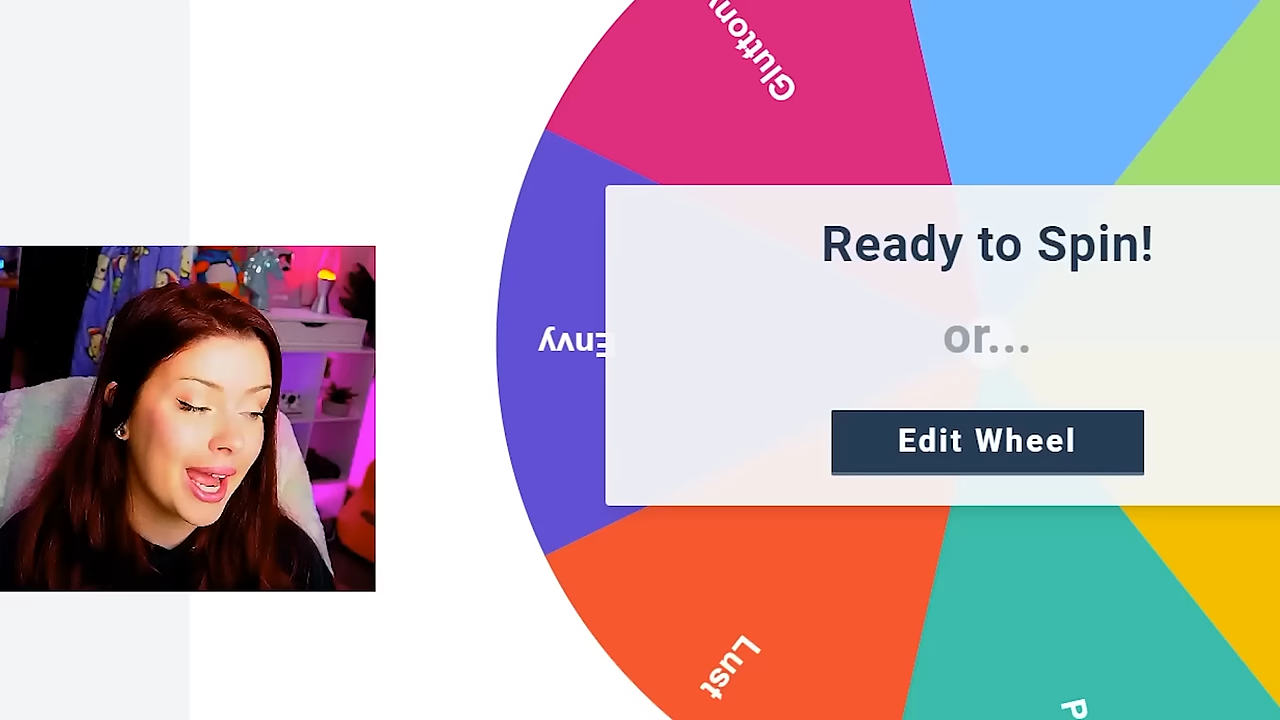 Gluttony
Ready to Spin!
Envy
or...
Edit Wheel
Lust
P